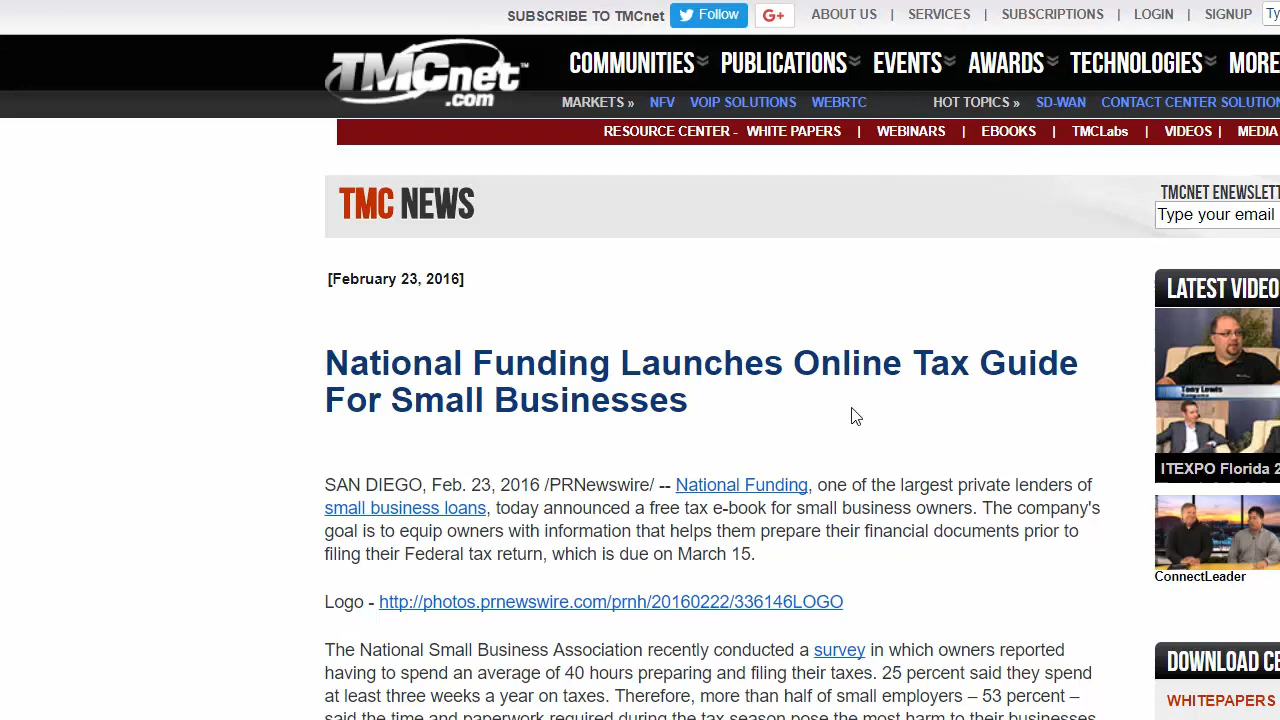 SUBSCRIBE TO TMCnet Follow G+ ABOUT US | SERVICES | SUBSCRIPTIONS | LOGIN | SIGNUP Ty
TMCnet.com™
COMMUNITIES PUBLICATIONS EVENTS AWARDS TECHNOLOGIES MORE
MARKETS » NFV VOIP SOLUTIONS WEBRTC HOT TOPICS » SD-WAN CONTACT CENTER SOLUTION
RESOURCE CENTER - WHITE PAPERS | WEBINARS | EBOOKS | TMCLabs | VIDEOS | MEDIA
TMC NEWS
TMCNET ENEWSLETT
Type your email
[February 23, 2016]
LATEST VIDEO
National Funding Launches Online Tax Guide
For Small Businesses
Tony Lewis
ITEXPO Florida 2
SAN DIEGO, Feb. 23, 2016 /PRNewswire/ -- National Funding, one of the largest private lenders of
small business loans, today announced a free tax e-book for small business owners. The company's
goal is to equip owners with information that helps them prepare their financial documents prior to
filing their Federal tax return, which is due on March 15.
ConnectLeader
Logo - http://photos.prnewswire.com/prnh/20160222/336146LOGO
The National Small Business Association recently conducted a survey in which owners reported
having to spend an average of 40 hours preparing and filing their taxes. 25 percent said they spend
at least three weeks a year on taxes. Therefore, more than half of small employers – 53 percent –
said the time and paperwork required during the tax season pose the most harm to their businesses
DOWNLOAD CE
WHITEPAPERS